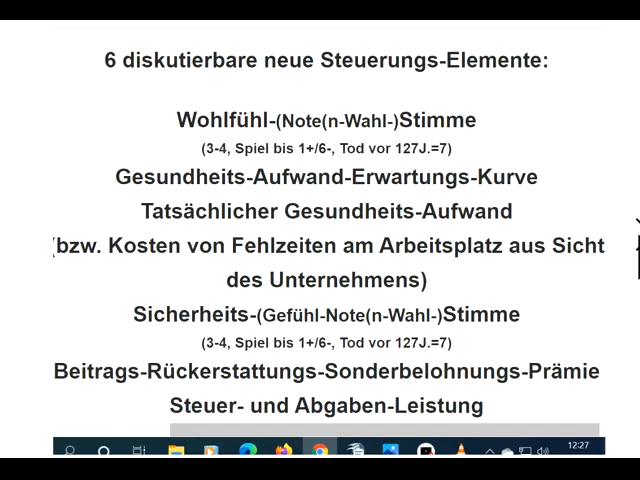 6 diskutierbare neue Steuerungs-Elemente:
Wohlfühl-(Note(n-Wahl-)Stimme
(3-4, Spiel bis 1+/6-, Tod vor 127J.=7)
Gesundheits-Aufwand-Erwartungs-Kurve
Tatsächlicher Gesundheits-Aufwand
(bzw. Kosten von Fehlzeiten am Arbeitsplatz aus Sicht
des Unternehmens)
Sicherheits-(Gefühl-Note(n-Wahl-)Stimme
(3-4, Spiel bis 1+/6-, Tod vor 127J.=7)
Beitrags-Rückerstattungs-Sonderbelohnungs-Prämie
Steuer- und Abgaben-Leistung
12:27